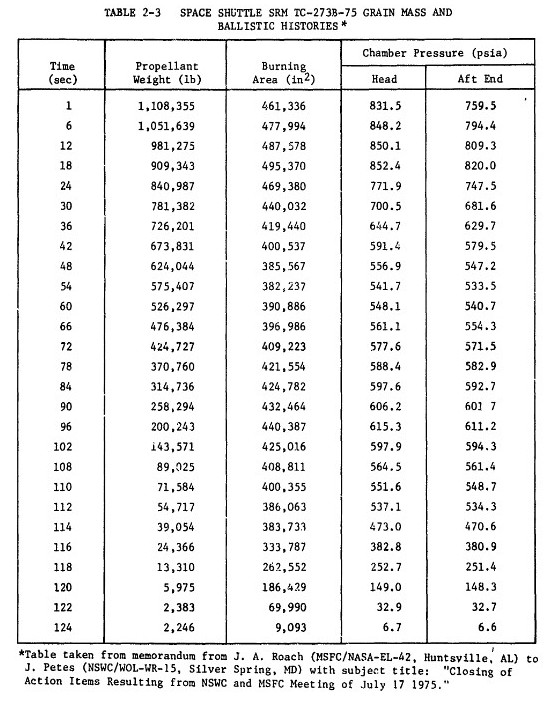 TABLE 2-3 SPACE SHUTTLE SRM TC-273B-75 GRAIN MASS AND
BALLISTIC HISTORIES*
Time (sec) Propellant Weight (lb) Burning Area (in2) Chamber Pressure (psia) Head Aft End
1 1,108,355 461,336 831.5 759.5
6 1,051,639 477,994 848.2 794.4
12 981,275 487,578 850.1 809.3
18 909,343 495,370 852.4 820.0
24 840,987 469,380 771.9 747.5
30 781,382 440,032 700.5 681.6
36 726,201 419,440 644.7 629.7
42 673,831 400,537 591.4 579.5
48 624,044 385,567 556.9 547.2
54 575,407 382,237 541.7 533.5
60 526,297 390,886 548.1 540.7
66 476,384 396,986 561.1 554.3
72 424,727 409,223 577.6 571.5
78 370,760 421,554 588.4 582.9
84 314,736 424,782 597.6 592.7
90 258,294 432,464 606.2 601 7
96 200,243 440,387 615.3 611.2
102 143,571 425,016 597.9 594.3
108 89,025 408,811 564.5 561.4
110 71,584 400,355 551.6 548.7
112 54,717 386,063 537.1 534.3
114 39,054 383,733 473.0 470.6
116 24,366 333,787 382.8 380.9
118 13,310 262,552 252.7 251.4
120 5,975 186,429 149.0 148.3
122 2,383 69,990 32.9 32.7
124 2,246 9,093 6.7 6.6
*Table taken from memorandum from J. A. Roach (MSFC/NASA-EL-42, Huntsville, AL) to
J. Petes (NSWC/WOL-WR-15, Silver Spring, MD) with subject title: "Closing of
Action Items Resulting from NSWC and MSFC Meeting of July 17 1975."